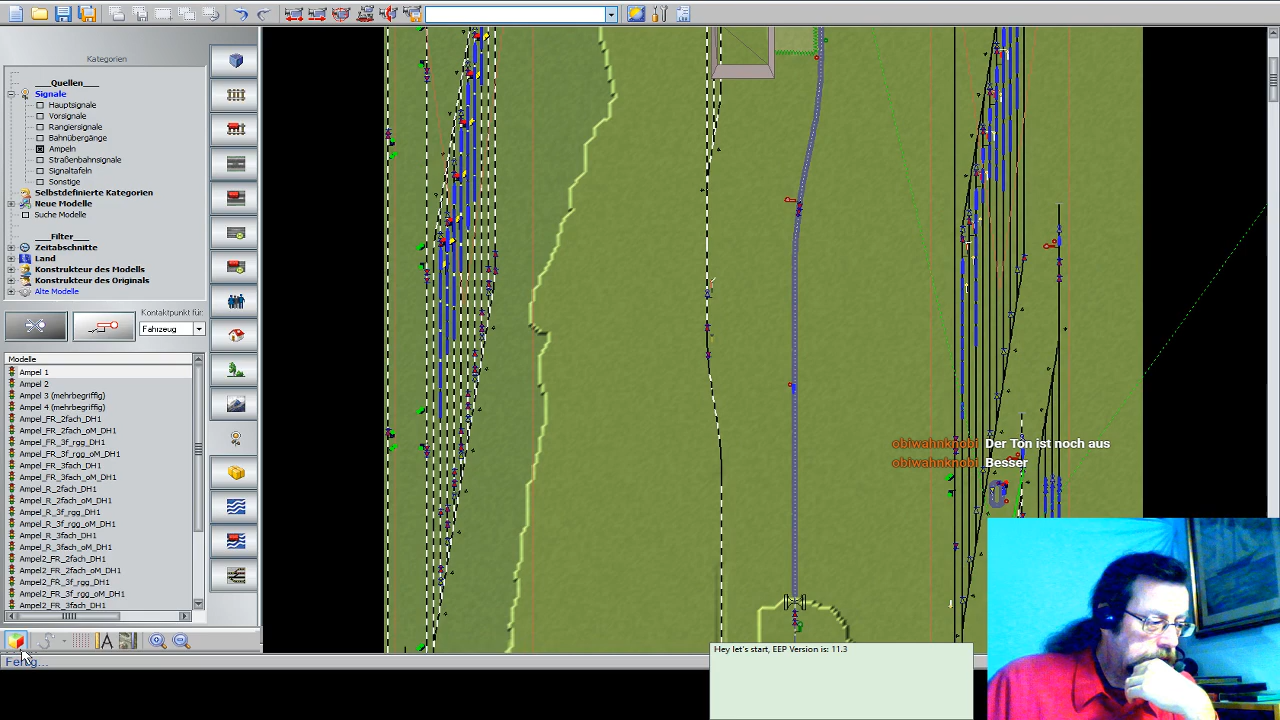 Kategorien
___Quellen___
Signale
Hauptsignale
Vorsignale
Rangiersignale
Bahnübergänge
Ampeln
Straßenbahnsignale
Signaltafeln
Sonstige
Selbstdefinierte Kategorien
Neue Modelle
Suche Modelle
___Filter___
Zeitabschnitte
Land
Konstrukteure des Modells
Konstrukteure des Originals
Alte Modelle
Kontaktpunkt für:
Fahrzeug
Modelle
Ampel 1
Ampel 2
Ampel 3 (mehrbegriffig)
Ampel 4 (mehrbegriffig)
Ampel_FR_2fach_DH1
Ampel_FR_2fach_oM_DH1
Ampel_FR_3f_rgg_DH1
Ampel_FR_3f_rgg_oM_DH1
Ampel_FR_3fach_DH1
Ampel_FR_3fach_oM_DH1
Ampel_R_2fach_DH1
Ampel_R_2fach_oM_DH1
Ampel_R_3f_rgg_DH1
Ampel_R_3f_rgg_oM_DH1
Ampel_R_3fach_DH1
Ampel_R_3fach_oM_DH1
Ampel2_FR_2fach_DH1
Ampel2_FR_2fach_oM_DH1
Ampel2_FR_3f_rgg_DH1
Ampel2_FR_3f_rgg_oM_DH1
Ampel2_FR_3fach_DH1
Fertig...
obiwahnknobi Der Ton ist noch aus
obiwahnknobi Besser
Hey let's start, EEP Version is: 11.3